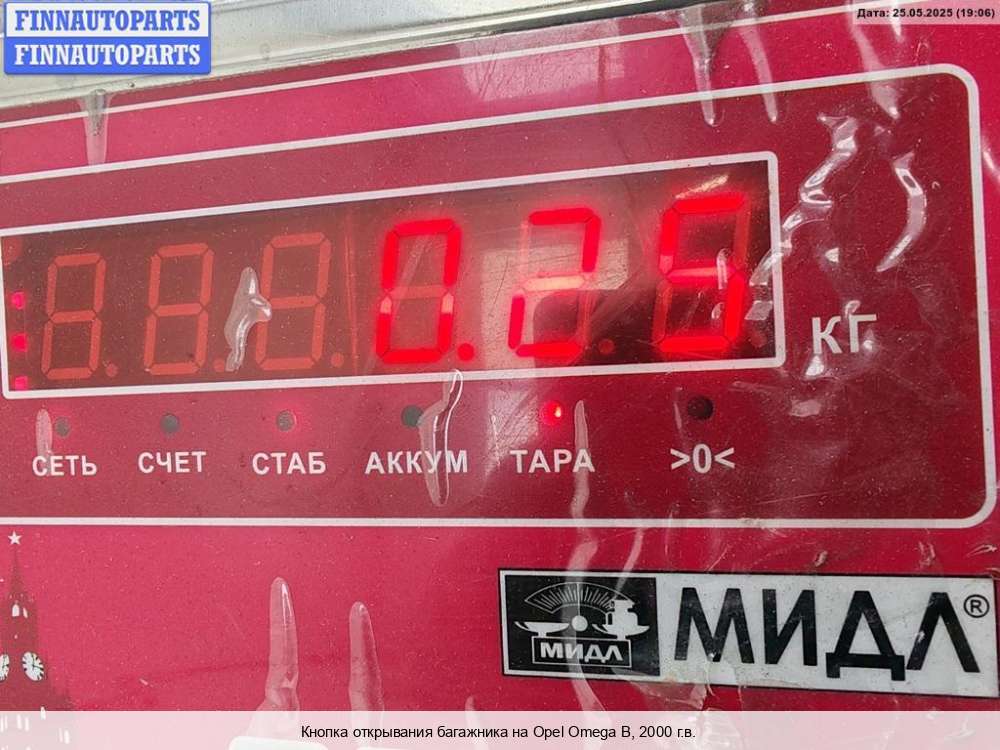 FINNAUTOPARTS
FINNAUTOPARTS
Дата: 25.05.2025 (19:06)
0.25
КГ
СЕТЬ СЧЕТ СТАБ АККУМ ТАРА >0<
МИДЛ
МИДЛ®
Кнопка открывания багажника на Opel Omega B, 2000 г.в.